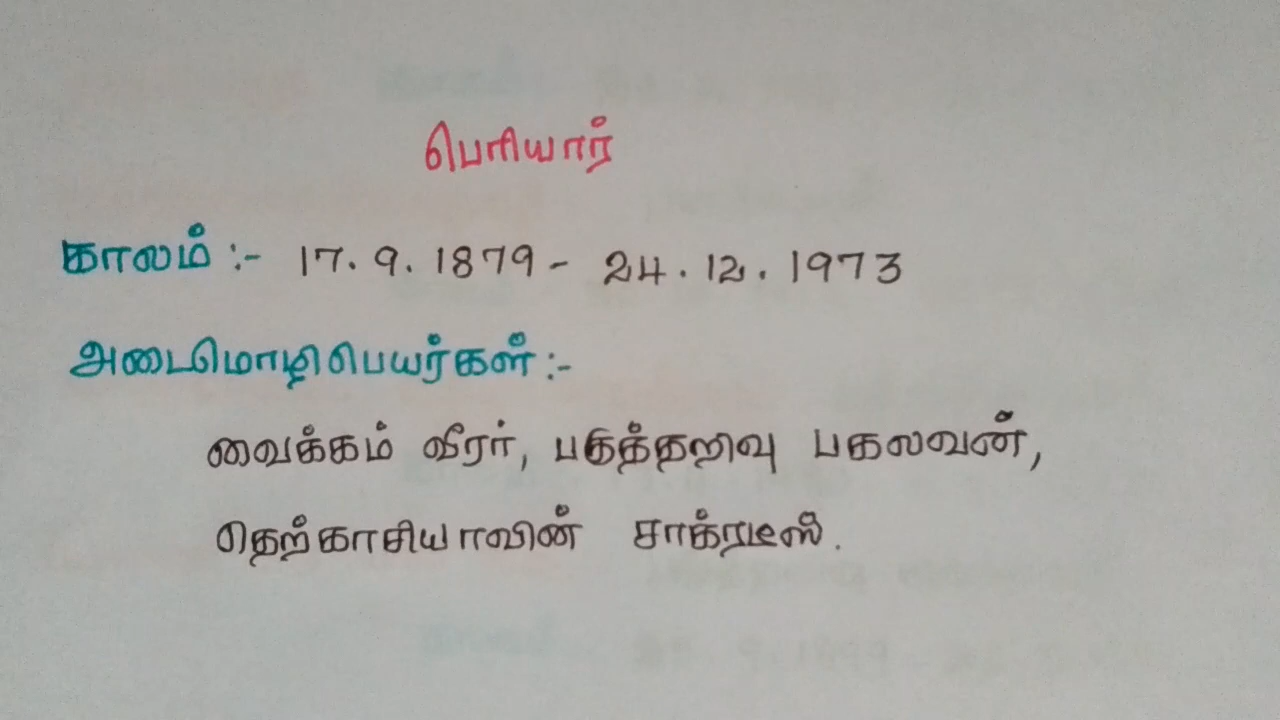 பெரியார்
காலம் :- 17.9.1879 - 24.12.1973
அடைமொழிபெயர்கள் :-
வைக்கம் வீரர், பகுத்தறிவு பகலவன்,
தெற்காசியாவின் சாக்ரடீஸ்.